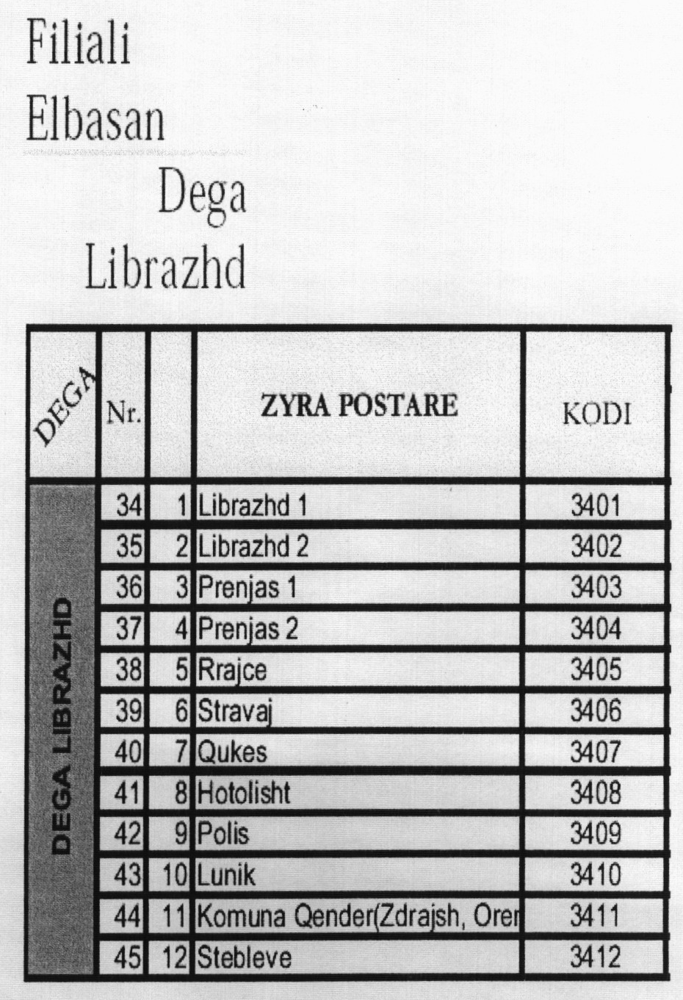 Filiali
Elbasan
Dega
Librazhd
DEGA Nr. ZYRA POSTARE KODI
DEGA LIBRAZHD
34 1 Librazhd 1 3401
35 2 Librazhd 2 3402
36 3 Prenjas 1 3403
37 4 Prenjas 2 3404
38 5 Rrajce 3405
39 6 Stravaj 3406
40 7 Qukes 3407
41 8 Hotolisht 3408
42 9 Polis 3409
43 10 Lunik 3410
44 11 Komuna Qender(Zdrajsh, Orer 3411
45 12 Stebleve 3412